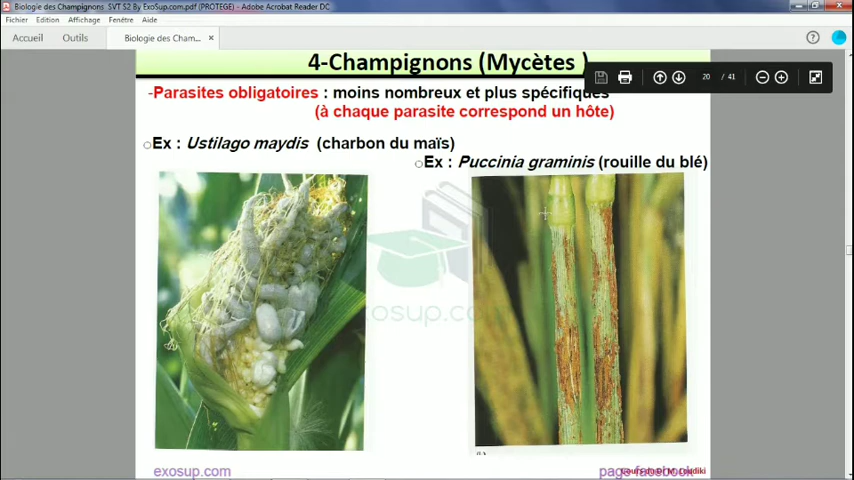 Biologie des Champignons SVT S2 By ExoSup.com.pdf (PROTEGE) - Adobe Acrobat Reader DC
Fichier Edition Affichage Fenêtre Aide
Accueil Outils Biologie des Cham... ×
20 / 41
4-Champignons (Mycètes )
-Parasites obligatoires : moins nombreux et plus spécifiques
(à chaque parasite correspond un hôte)
Ex : Ustilago maydis (charbon du maïs)
Ex : Puccinia graminis (rouille du blé)
exosup.com
exosup.com page facebook